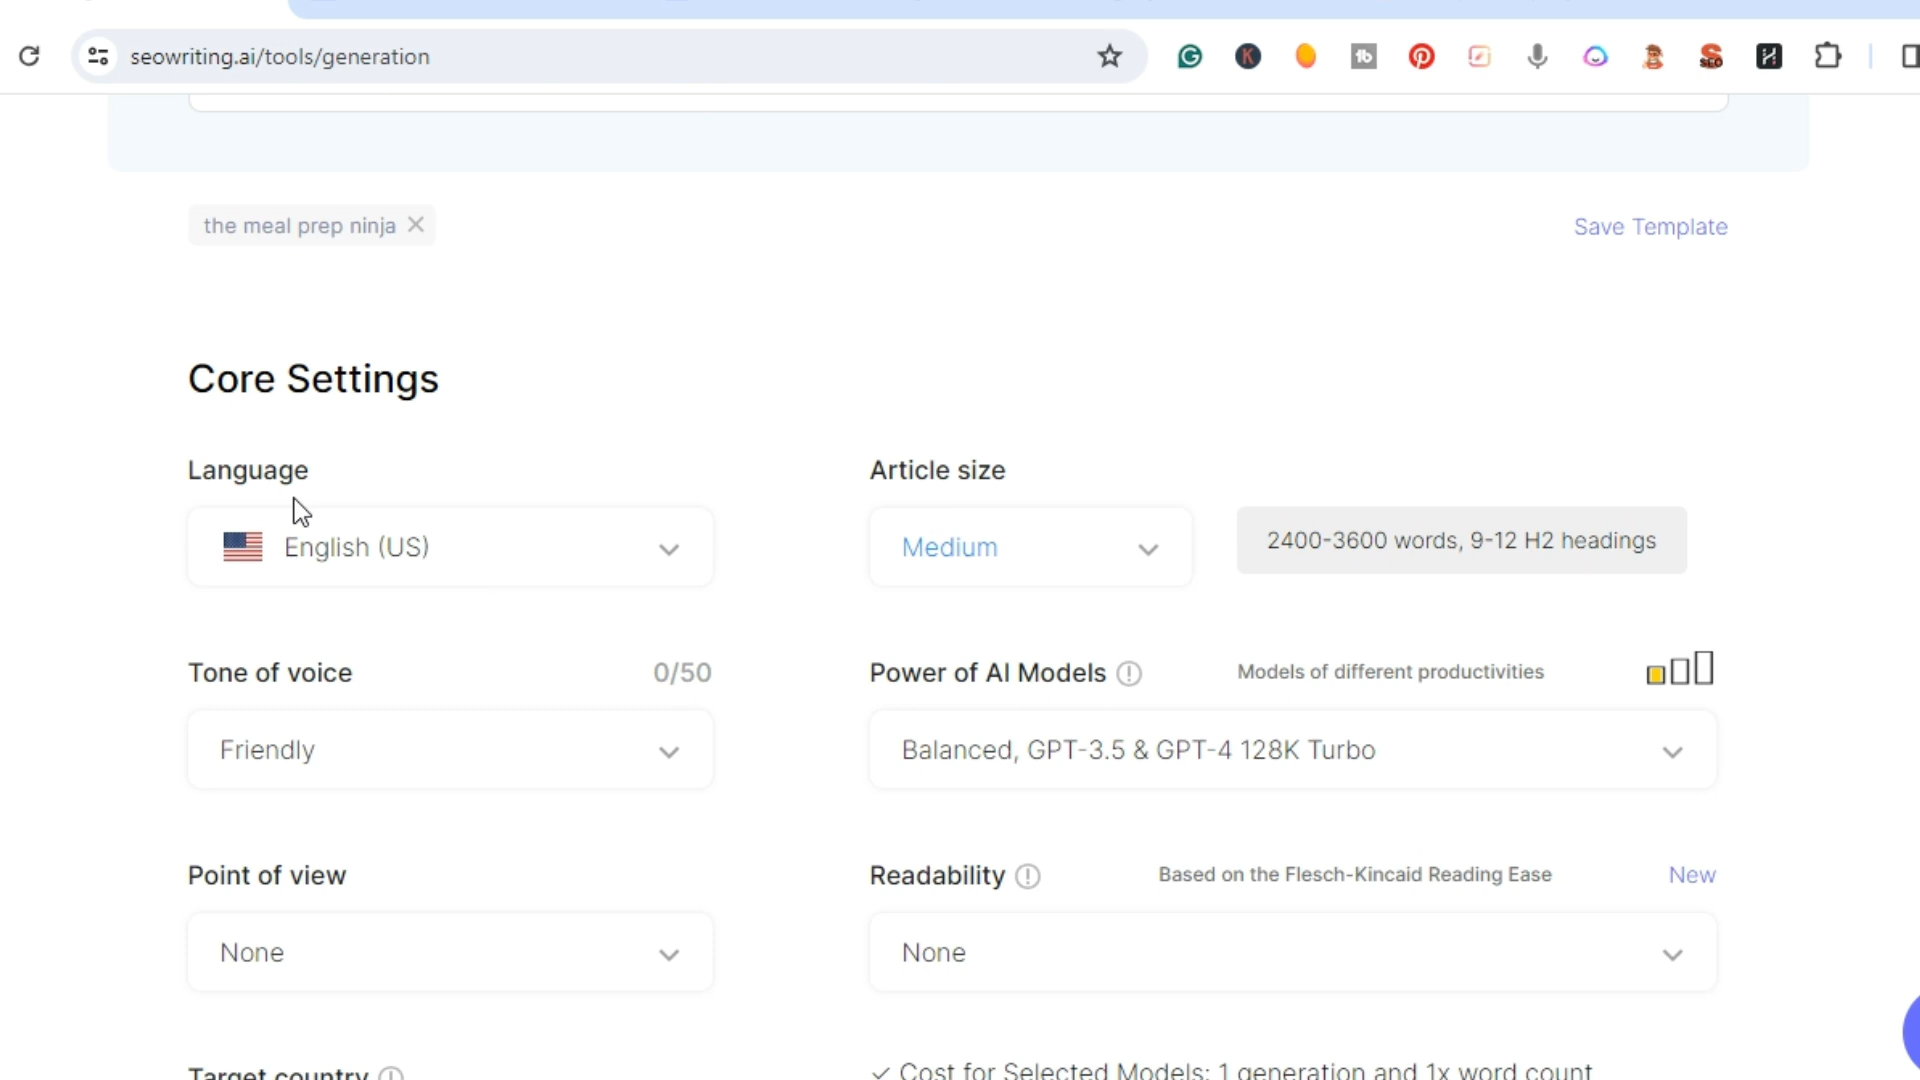 seowriting.ai/tools/generation
the meal prep ninja
Save Template
Core Settings
Language
Article size
English (US)
Medium
2400-3600 words, 9-12 H2 headings
Tone of voice
0/50
Power of AI Models
Models of different productivities
Friendly
Balanced, GPT-3.5 & GPT-4 128K Turbo
Point of view
Readability
Based on the Flesch-Kincaid Reading Ease
New
None
None
Target country
Cost for Selected Models: 1 generation and 1x word count